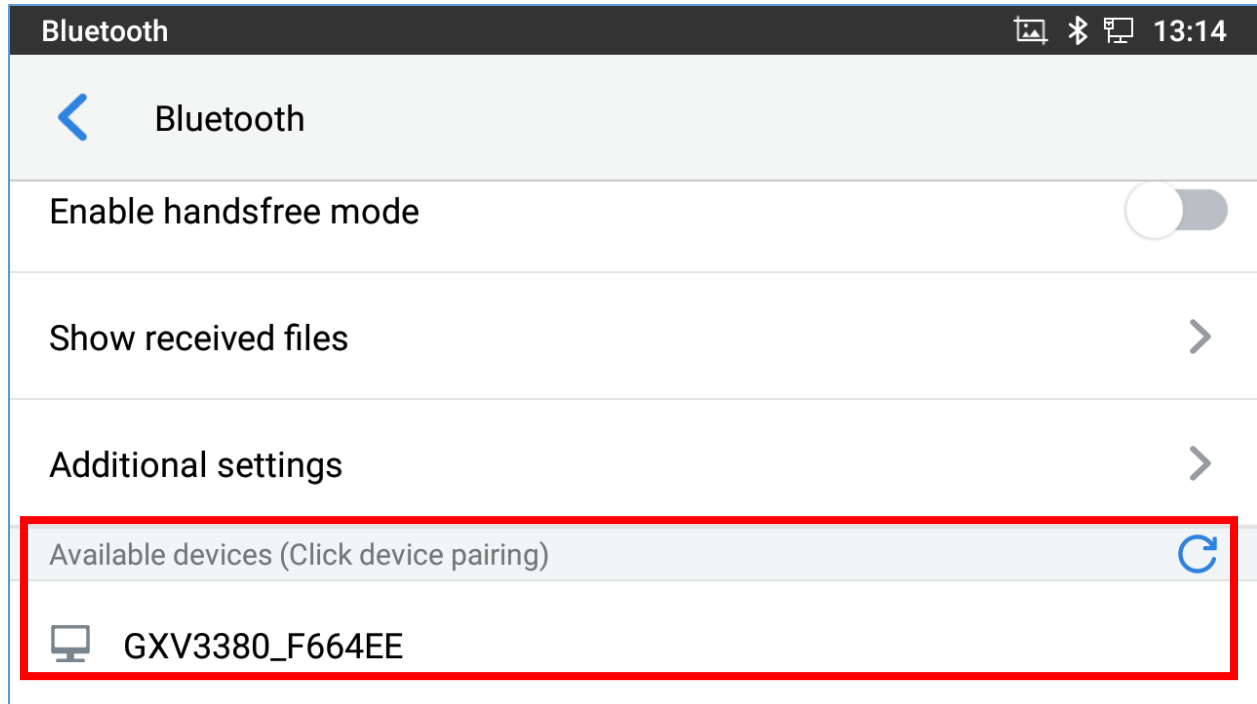 Bluetooth 13:14
Bluetooth
Enable handsfree mode
Show received files
Additional settings
Available devices (Click device pairing)
GXV3380_F664EE